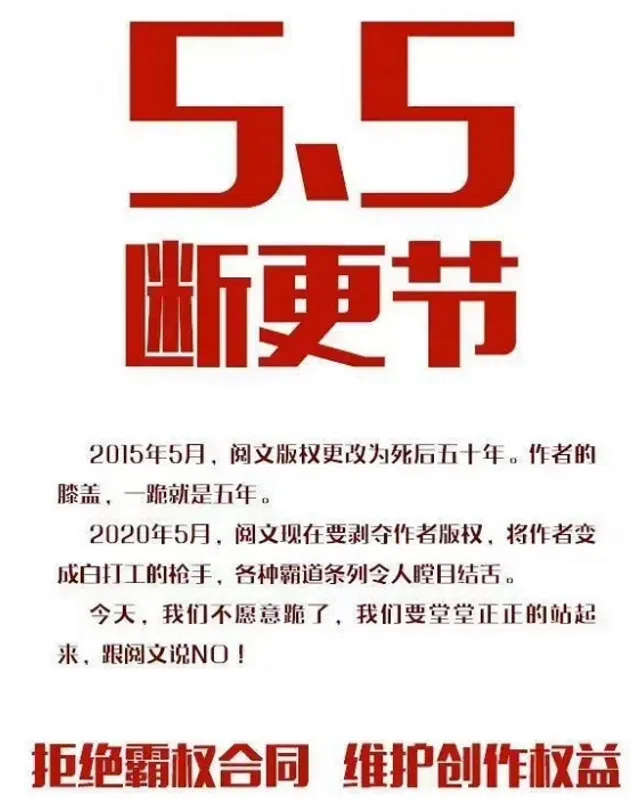 5、5
断更节
2015年5月，阅文版权更改为死后五十年。作者的
膝盖，一跪就是五年。
2020年5月，阅文现在要剥夺作者版权，将作者变
成白打工的枪手，各种霸道条列令人瞠目结舌。
今天，我们不愿意跪了，我们要堂堂正正的站起
来，跟阅文说NO！
拒绝霸权合同 维护创作权益